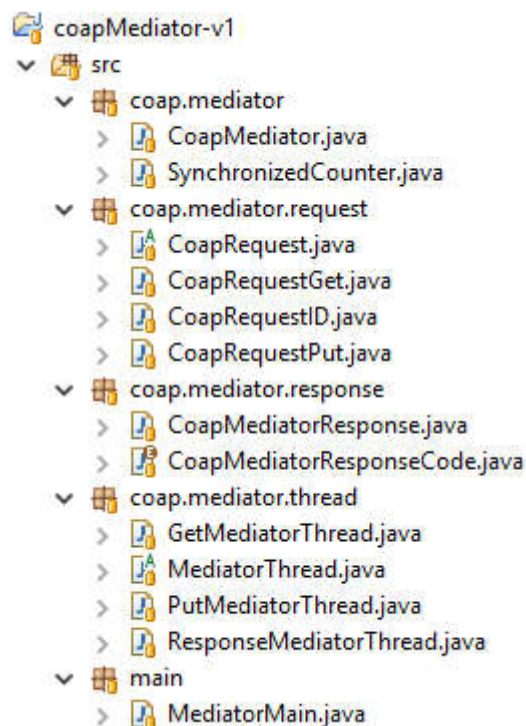 coapMediator-v1
src
coap.mediator
CoapMediator.java
SynchronizedCounter.java
coap.mediator.request
CoapRequest.java
CoapRequestGet.java
CoapRequestID.java
CoapRequestPut.java
coap.mediator.response
CoapMediatorResponse.java
CoapMediatorResponseCode.java
coap.mediator.thread
GetMediatorThread.java
MediatorThread.java
PutMediatorThread.java
ResponseMediatorThread.java
main
MediatorMain.java